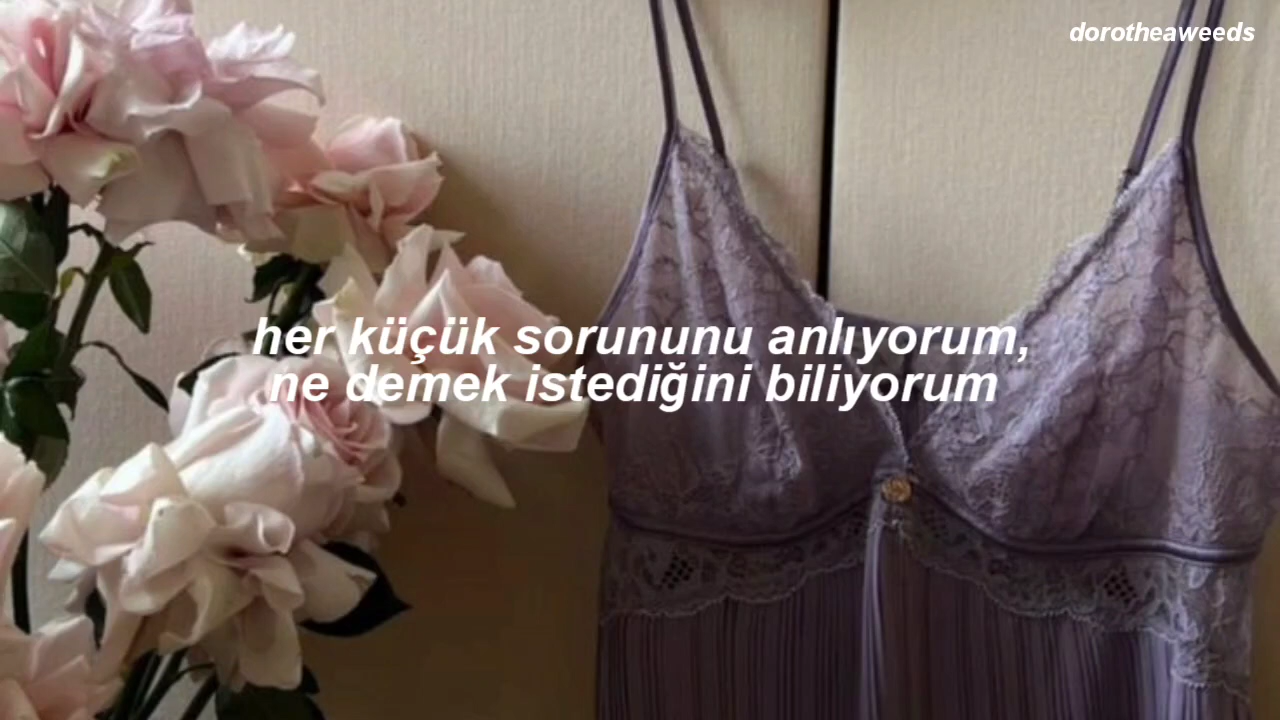 dorotheaweeds
her küçük sorununu anlıyorum,
ne demek istediğini biliyorum